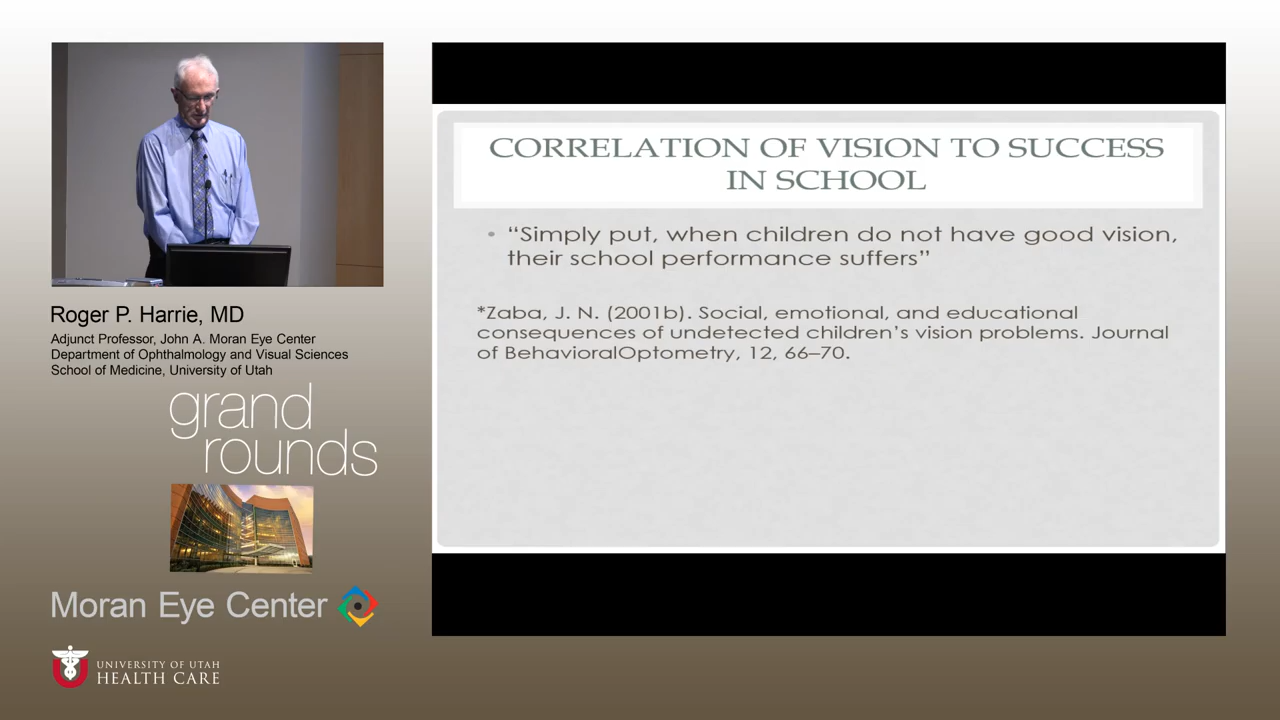 Roger P. Harrie, MD
Adjunct Professor, John A. Moran Eye Center
Department of Ophthalmology and Visual Sciences
School of Medicine, University of Utah
grand
rounds
Moran Eye Center
UNIVERSITY OF UTAH
HEALTH CARE
CORRELATION OF VISION TO SUCCESS
IN SCHOOL
• “Simply put, when children do not have good vision,
their school performance suffers”
*Zaba, J. N. (2001b). Social, emotional, and educational
consequences of undetected children’s vision problems. Journal
of BehavioralOptometry, 12, 66–70.